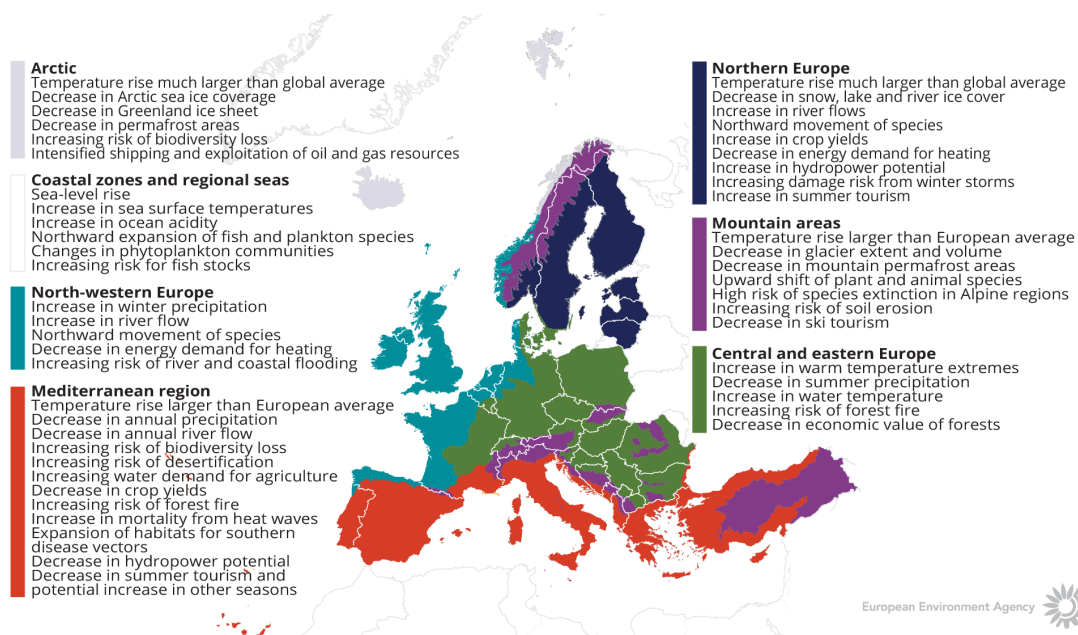 Arctic
Temperature rise much larger than global average
Decrease in Arctic sea ice coverage
Decrease in Greenland ice sheet
Decrease in permafrost areas
Increasing risk of biodiversity loss
Intensified shipping and exploitation of oil and gas resources
Coastal zones and regional seas
Sea-level rise
Increase in sea surface temperatures
Increase in ocean acidity
Northward expansion of fish and plankton species
Changes in phytoplankton communities
Increasing risk for fish stocks
North-western Europe
Increase in winter precipitation
Increase in river flow
Northward movement of species
Decrease in energy demand for heating
Increasing risk of river and coastal flooding
Mediterranean region
Temperature rise larger than European average
Decrease in annual precipitation
Decrease in annual river flow
Increasing risk of biodiversity loss
Increasing risk of desertification
Increasing water demand for agriculture
Decrease in crop yields
Increasing risk of forest fire
Increase in mortality from heat waves
Expansion of habitats for southern
disease vectors
Decrease in hydropower potential
Decrease in summer tourism and
potential increase in other seasons
Northern Europe
Temperature rise much larger than global average
Decrease in snow, lake and river ice cover
Increase in river flows
Northward movement of species
Increase in crop yields
Decrease in energy demand for heating
Increase in hydropower potential
Increasing damage risk from winter storms
Increase in summer tourism
Mountain areas
Temperature rise larger than European average
Decrease in glacier extent and volume
Decrease in mountain permafrost areas
Upward shift of plant and animal species
High risk of species extinction in Alpine regions
Increasing risk of soil erosion
Decrease in ski tourism
Central and eastern Europe
Increase in warm temperature extremes
Decrease in summer precipitation
Increase in water temperature
Increasing risk of forest fire
Decrease in economic value of forests
European Environment Agency